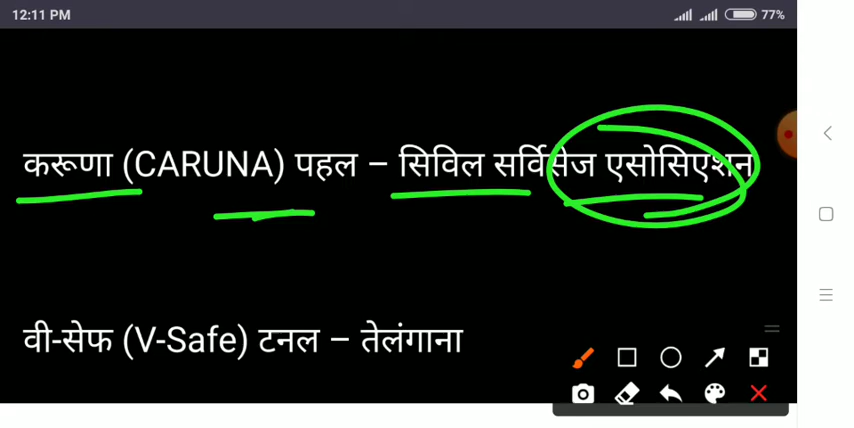 12:11 PM
77%
करूणा (CARUNA) पहल – सिविल सर्विसेज एसोसिएशन
वी-सेफ (V-Safe) टनल – तेलंगाना